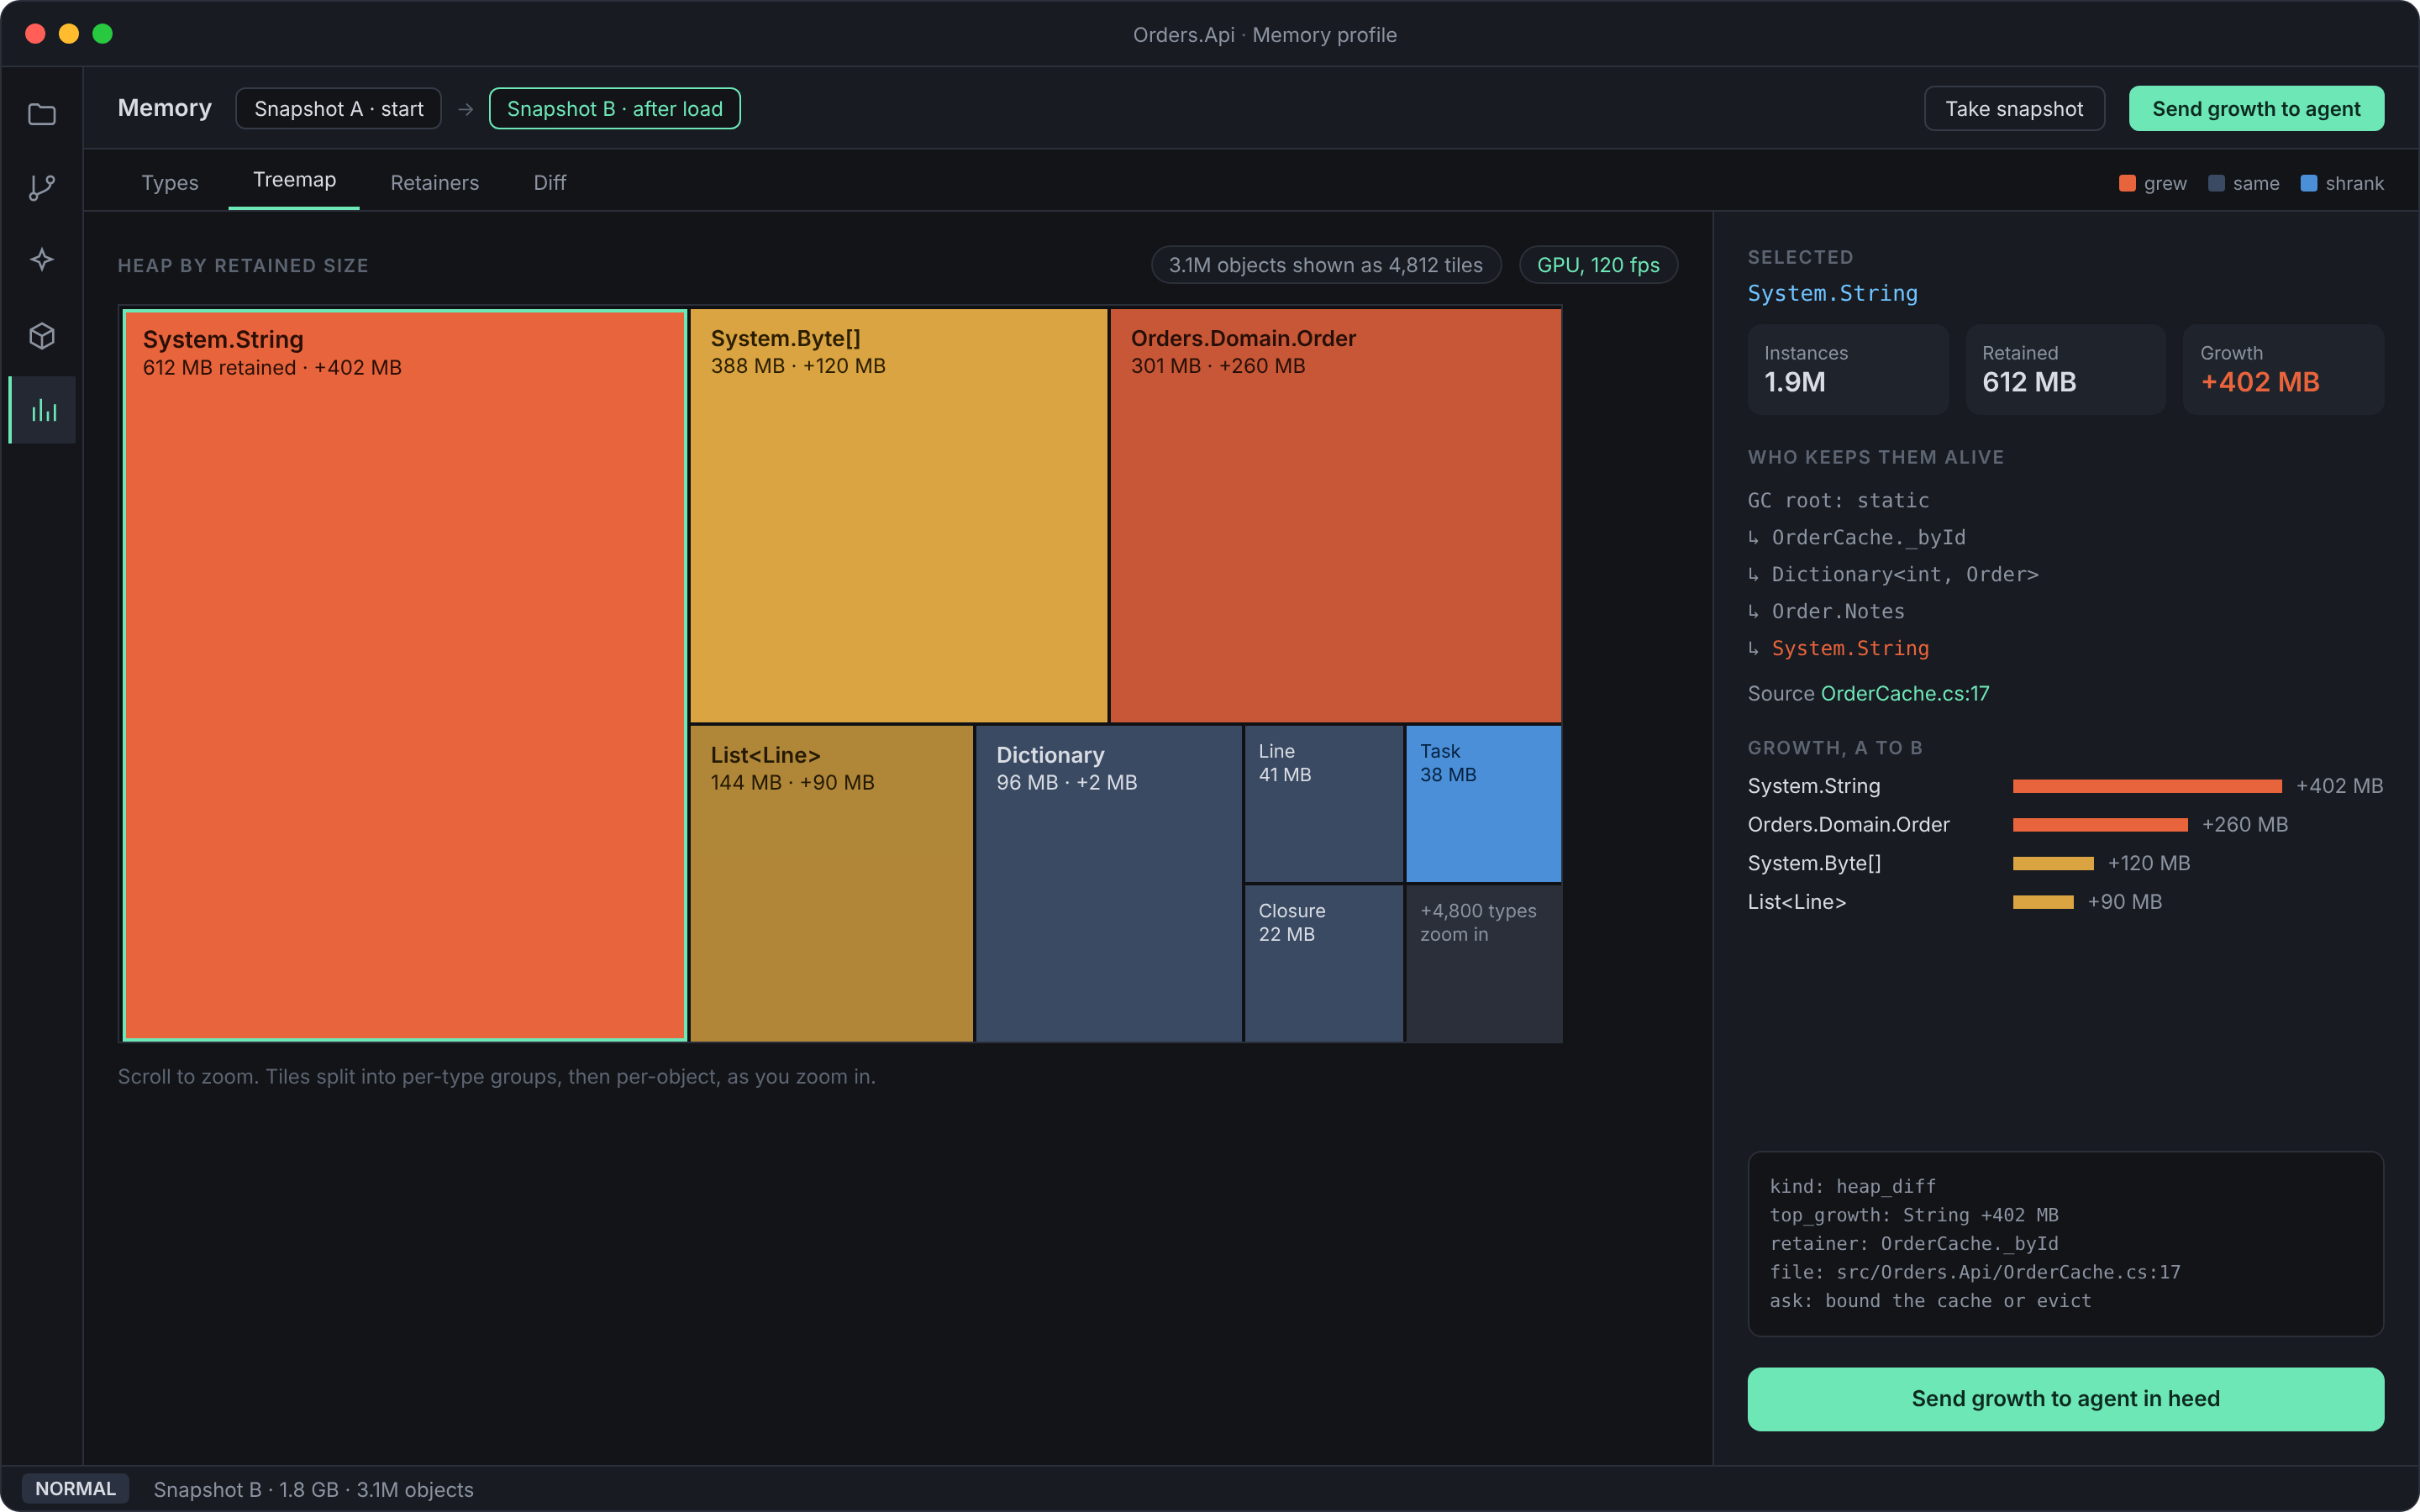 Orders.Api · Memory profile
Memory
Snapshot A · start
→
Snapshot B · after load
Take snapshot
Send growth to agent
Types
Treemap
Retainers
Diff
grew
same
shrank
HEAP BY RETAINED SIZE
3.1M objects shown as 4,812 tiles
GPU, 120 fps
System.String
612 MB retained · +402 MB
System.Byte[]
388 MB · +120 MB
Orders.Domain.Order
301 MB · +260 MB
List<Line>
144 MB · +90 MB
Dictionary
96 MB · +2 MB
Line
41 MB
Task
38 MB
Closure
22 MB
+4,800 types
zoom in
Scroll to zoom. Tiles split into per-type groups, then per-object, as you zoom in.
SELECTED
System.String
Instances
1.9M
Retained
612 MB
Growth
+402 MB
WHO KEEPS THEM ALIVE
GC root: static
↳ OrderCache._byId
↳ Dictionary<int, Order>
↳ Order.Notes
↳ System.String
Source OrderCache.cs:17
GROWTH, A TO B
System.String +402 MB
Orders.Domain.Order +260 MB
System.Byte[] +120 MB
List<Line> +90 MB
kind: heap_diff
top_growth: String +402 MB
retainer: OrderCache._byId
file: src/Orders.Api/OrderCache.cs:17
ask: bound the cache or evict
Send growth to agent in heed
NORMAL
Snapshot B · 1.8 GB · 3.1M objects